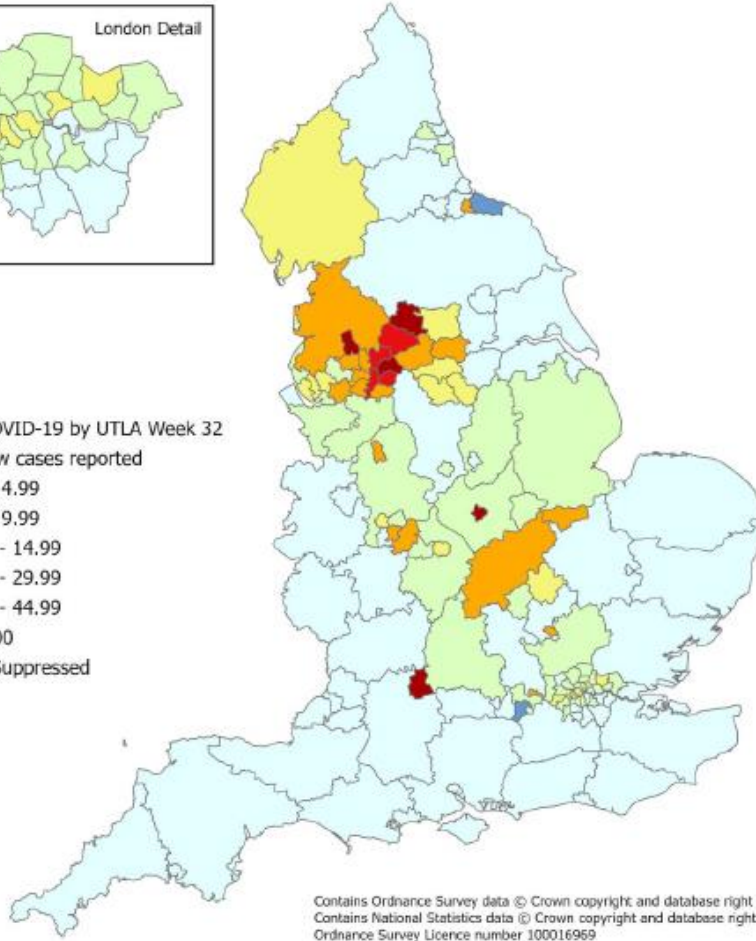 London Detail
OVID-19 by UTLA Week 32
w cases reported
4.99
9.99
- 14.99
- 29.99
- 44.99
00
Suppressed
Contains Ordnance Survey data © Crown copyright and database right
Contains National Statistics data © Crown copyright and database right
Ordnance Survey Licence number 100016969